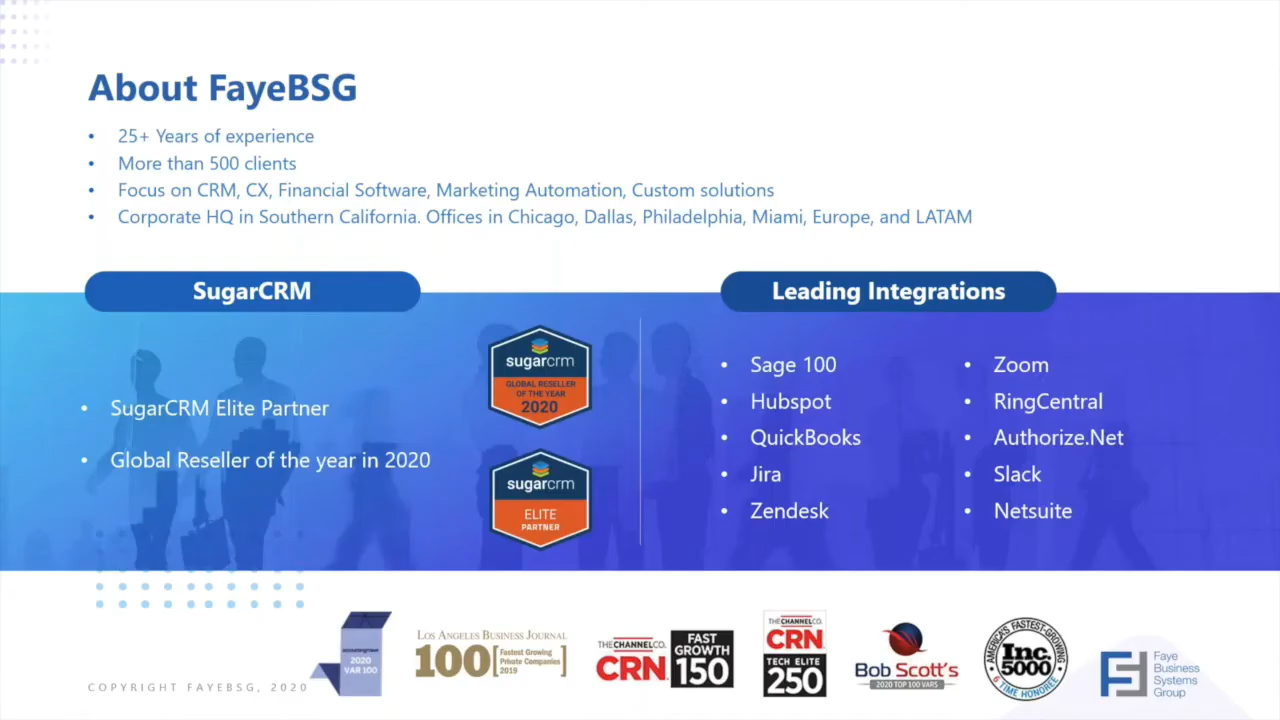 About FayeBSG
• 25+ Years of experience
• More than 500 clients
• Focus on CRM, CX, Financial Software, Marketing Automation, Custom solutions
• Corporate HQ in Southern California. Offices in Chicago, Dallas, Philadelphia, Miami, Europe, and LATAM
SugarCRM
• SugarCRM Elite Partner
• Global Reseller of the year in 2020
sugarcrm
GLOBAL RESELLER
OF THE YEAR
2020
sugarcrm
ELITE
PARTNER
Leading Integrations
• Sage 100
• Hubspot
• QuickBooks
• Jira
• Zendesk
• Zoom
• RingCentral
• Authorize.Net
• Slack
• Netsuite
COPYRIGHT FAYEBSG, 2020
2020
VAR 100
LOS ANGELES BUSINESS JOURNAL
100
Fastest Growing
Private Companies
2019
THE CHANNELCO.
CRN
FAST
GROWTH
150
THE CHANNELCO.
CRN
TECH ELITE
250
BOB SCOTT'S
2020 TOP 100 VARS
AMERICA'S FASTEST-GROWING
Inc.
5000
6 TIME HONOREE
Faye
Business
Systems
Group